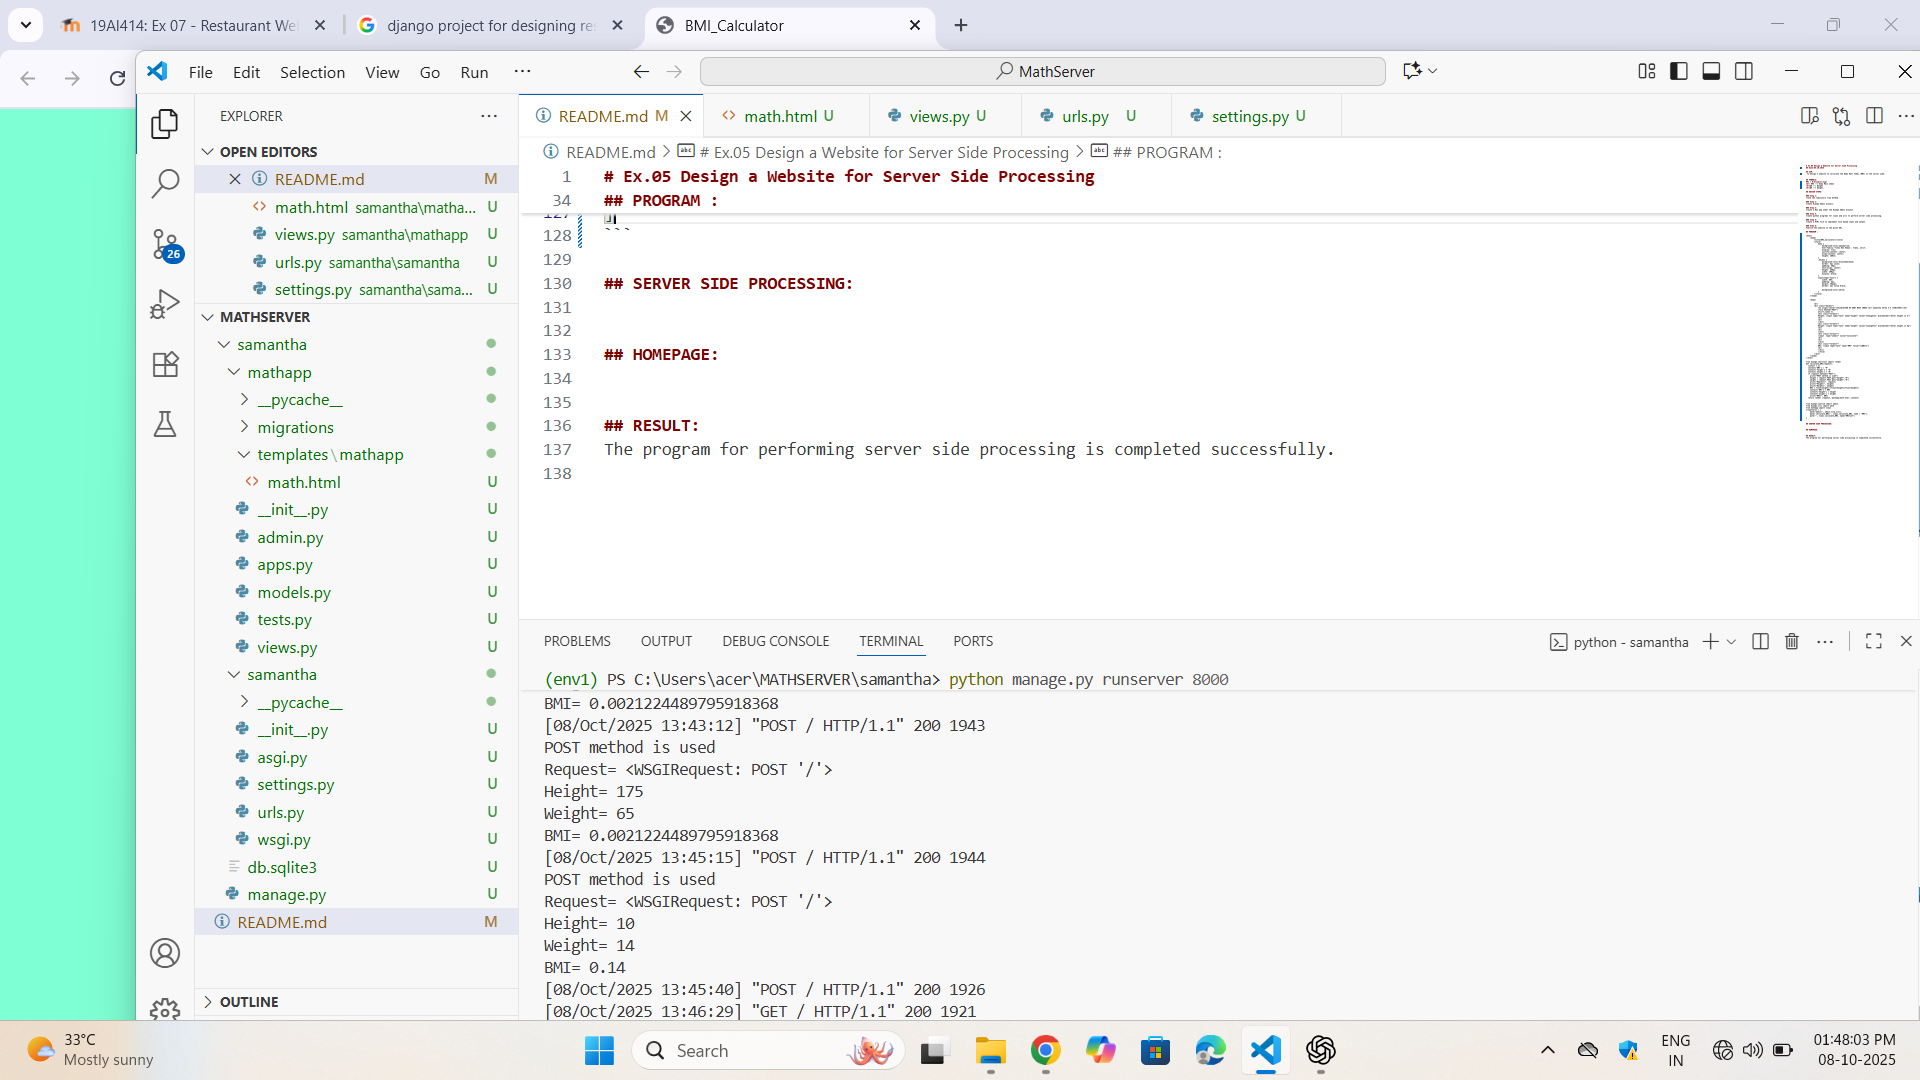 19AI414: Ex 07 - Restaurant We
django project for designing res
BMI_Calculator
File Edit Selection View Go Run ···
MathServer
EXPLORER
OPEN EDITORS
README.md M
math.html samantha\matha... U
views.py samantha\mathapp U
urls.py samantha\samantha U
settings.py samantha\sama... U
26
MATHSERVER
samantha
mathapp
__pycache__
migrations
templates\mathapp
math.html U
__init__.py U
admin.py U
apps.py U
models.py U
tests.py U
views.py U
samantha
__pycache__
__init__.py U
asgi.py U
settings.py U
urls.py U
wsgi.py U
db.sqlite3 U
manage.py U
README.md M
OUTLINE
README.md M
math.html U
views.py U
urls.py U
settings.py U
README.md > # Ex.05 Design a Website for Server Side Processing > ## PROGRAM :
1 # Ex.05 Design a Website for Server Side Processing
34 ## PROGRAM :
127 ]
128 ```
129
130 ## SERVER SIDE PROCESSING:
131
132
133 ## HOMEPAGE:
134
135
136 ## RESULT:
137 The program for performing server side processing is completed successfully.
138
PROBLEMS OUTPUT DEBUG CONSOLE TERMINAL PORTS
python - samantha
(env1) PS C:\Users\acer\MATHSERVER\samantha> python manage.py runserver 8000
BMI= 0.0021224489795918368
[08/Oct/2025 13:43:12] "POST / HTTP/1.1" 200 1943
POST method is used
Request= <WSGIRequest: POST '/'>
Height= 175
Weight= 65
BMI= 0.0021224489795918368
[08/Oct/2025 13:45:15] "POST / HTTP/1.1" 200 1944
POST method is used
Request= <WSGIRequest: POST '/'>
Height= 10
Weight= 14
BMI= 0.14
[08/Oct/2025 13:45:40] "POST / HTTP/1.1" 200 1926
[08/Oct/2025 13:46:29] "GET / HTTP/1.1" 200 1921
33°C
Mostly sunny
Search
ENG
IN
01:48:03 PM
08-10-2025